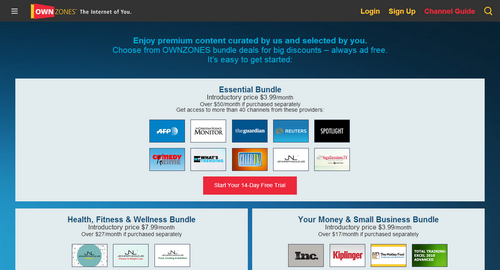 OWNZONES The Internet of You.
Login Sign Up Channel Guide
Enjoy premium content curated by us and selected by you.
Choose from OWNZONES bundle deals for big discounts – always ad free.
It's easy to get started:
Essential Bundle
Introductory price $3.99/month
Over $50/month if purchased separately
Get access to more than 40 channels from these providers:
AFP MONITOR theguardian REUTERS SPOTLIGHT
COMEDY WHAT'S TRENDING
Start Your 14-Day Free Trial
Health, Fitness & Wellness Bundle
Introductory price $7.99/month
Over $27/month if purchased separately
Your Money & Small Business Bundle
Introductory price $3.99/month
Over $17/month if purchased separately
Inc. Kiplinger The Motley Fool TOTAL TRAINING: EXCEL 2010 ADVANCED